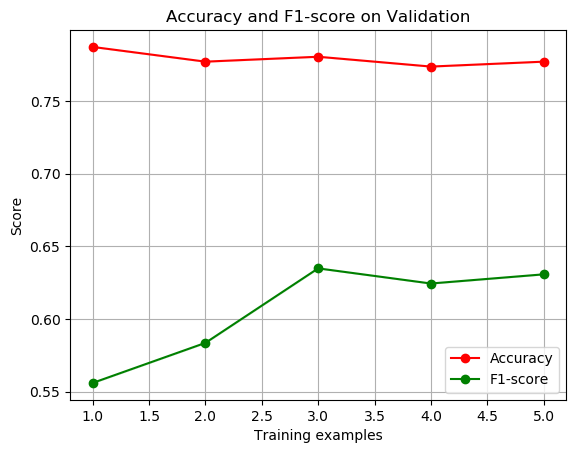 Accuracy and F1-score on Validation
Score
0.75
0.70
0.65
0.60
0.55
Accuracy
F1-score
1.0 1.5 2.0 2.5 3.0 3.5 4.0 4.5 5.0
Training examples